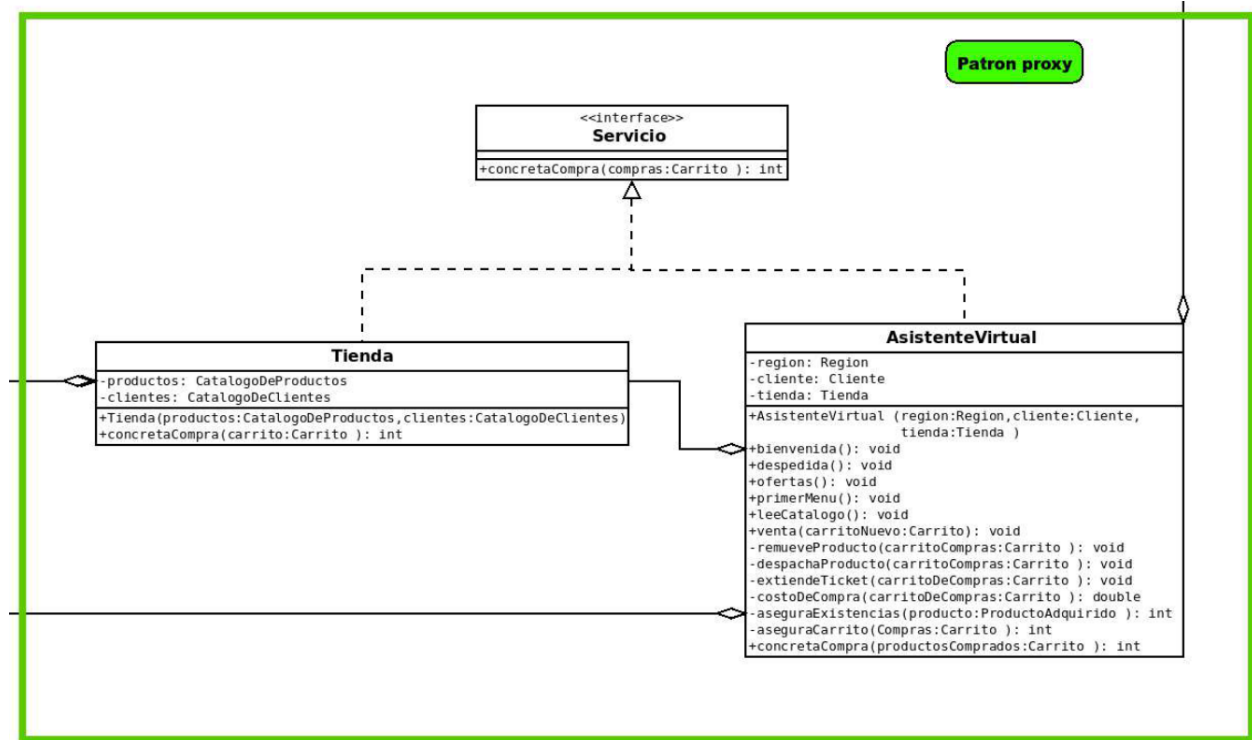 Patron proxy
<<interface>>
Servicio
+concretaCompra(compras:Carrito ): int
Tienda
-productos: CatalogoDeProductos
-clientes: CatalogoDeClientes
+Tienda(productos:CatalogoDeProductos,clientes:CatalogoDeClientes)
+concretaCompra(carrito:Carrito ): int
AsistenteVirtual
-region: Region
-cliente: Cliente
-tienda: Tienda
+AsistenteVirtual (region:Region,cliente:Cliente,
tienda:Tienda )
+bienvenida(): void
+despedida(): void
+ofertas(): void
+primerMenu(): void
+leeCatalogo(): void
+venta(carritoNuevo:Carrito): void
-remueveProducto(carritoCompras:Carrito ): void
-despachaProducto(carritoCompras:Carrito ): void
-extiendeTicket(carritoDeCompras:Carrito ): void
-costoDeCompra(carritoDeCompras:Carrito ): double
-aseguraExistencias(producto:ProductoAdquirido ): int
-aseguraCarrito(Compras:Carrito ): int
+concretaCompra(productosComprados:Carrito ): int